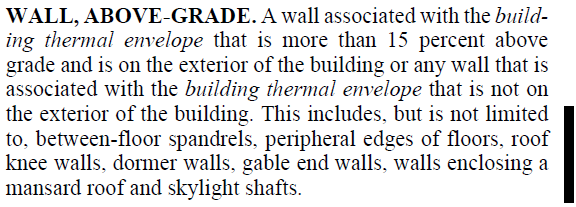 WALL, ABOVE-GRADE. A wall associated with the build-
ing thermal envelope that is more than 15 percent above
grade and is on the exterior of the building or any wall that is
associated with the building thermal envelope that is not on
the exterior of the building. This includes, but is not limited
to, between-floor spandrels, peripheral edges of floors, roof
knee walls, dormer walls, gable end walls, walls enclosing a
mansard roof and skylight shafts.